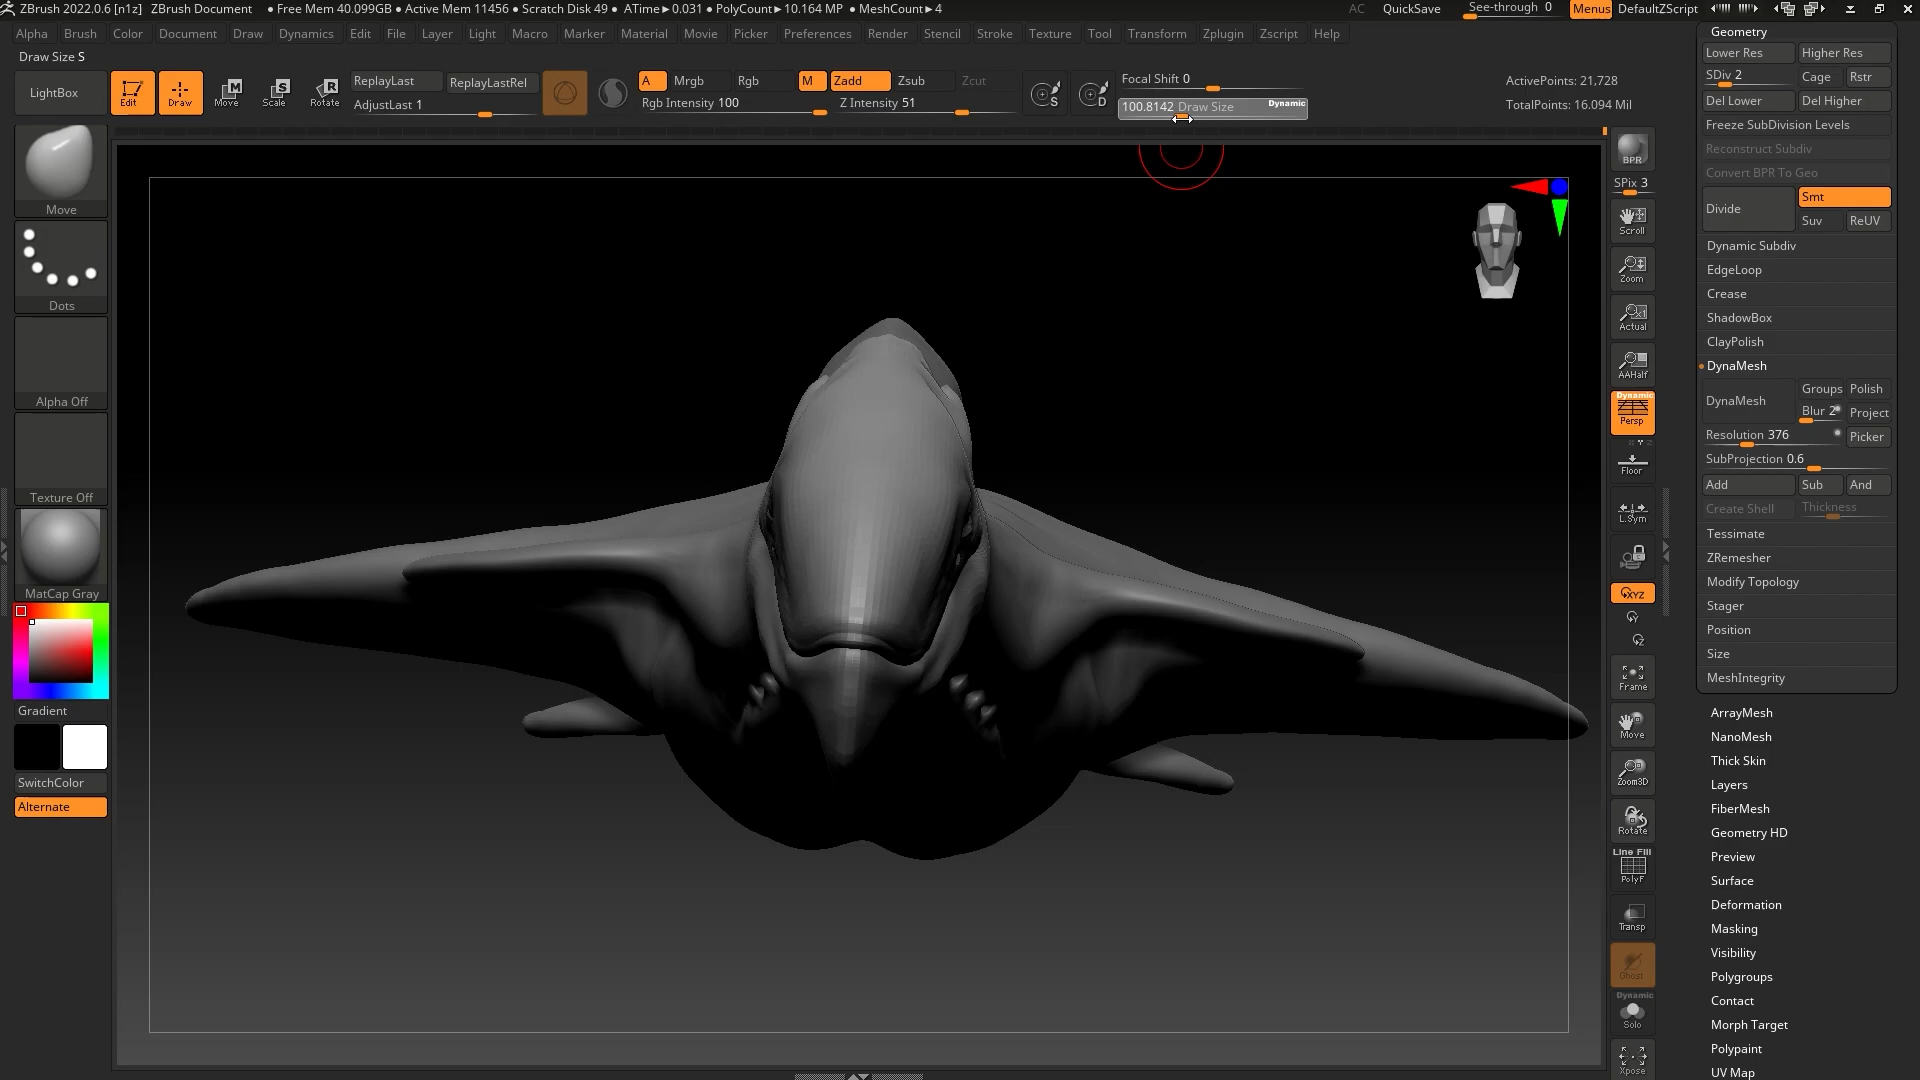 ZBrush 2022.0.6 [n1z] ZBrush Document ● Free Mem 40.099GB ● Active Mem 11456 ● Scratch Disk 49 ● ATime►0.031 ● PolyCount►10.164 MP ● MeshCount►4 AC QuickSave See-through 0 Menus DefaultZScript
Alpha Brush Color Document Draw Dynamics Edit File Layer Light Macro Marker Material Movie Picker Preferences Render Stencil Stroke Texture Tool Transform Zplugin Zscript Help
Draw Size S
LightBox
Edit
Draw
Move
Scale
Rotate
ReplayLast ReplayLastRel
AdjustLast 1
A Mrgb Rgb M Zadd Zsub Zcut
Rgb Intensity 100 Z Intensity 51
S
D
Focal Shift 0
100.8142 Draw Size Dynamic
ActivePoints: 21,728
TotalPoints: 16.094 Mil
Move
Dots
Alpha Off
Texture Off
MatCap Gray
Gradient
SwitchColor
Alternate
BPR
SPix 3
Scroll
Zoom
Actual
AAHalf
Dynamic
Persp
Floor
L.Sym
XYZ
Y
Z
Frame
Move
Zoom3D
Rotate
Line Fill
PolyF
Transp
Ghost
Dynamic
Solo
Xpose
Geometry
Lower Res Higher Res
SDiv 2 Cage Rstr
Del Lower Del Higher
Freeze SubDivision Levels
Reconstruct Subdiv
Convert BPR To Geo
Divide Smt
Suv ReUV
Dynamic Subdiv
EdgeLoop
Crease
ShadowBox
ClayPolish
DynaMesh
DynaMesh Groups Polish
Blur 2 Project
Resolution 376 Picker
SubProjection 0.6
Add Sub And
Create Shell Thickness
Tessimate
ZRemesher
Modify Topology
Stager
Position
Size
MeshIntegrity
ArrayMesh
NanoMesh
Thick Skin
Layers
FiberMesh
Geometry HD
Preview
Surface
Deformation
Masking
Visibility
Polygroups
Contact
Morph Target
Polypaint
UV Map